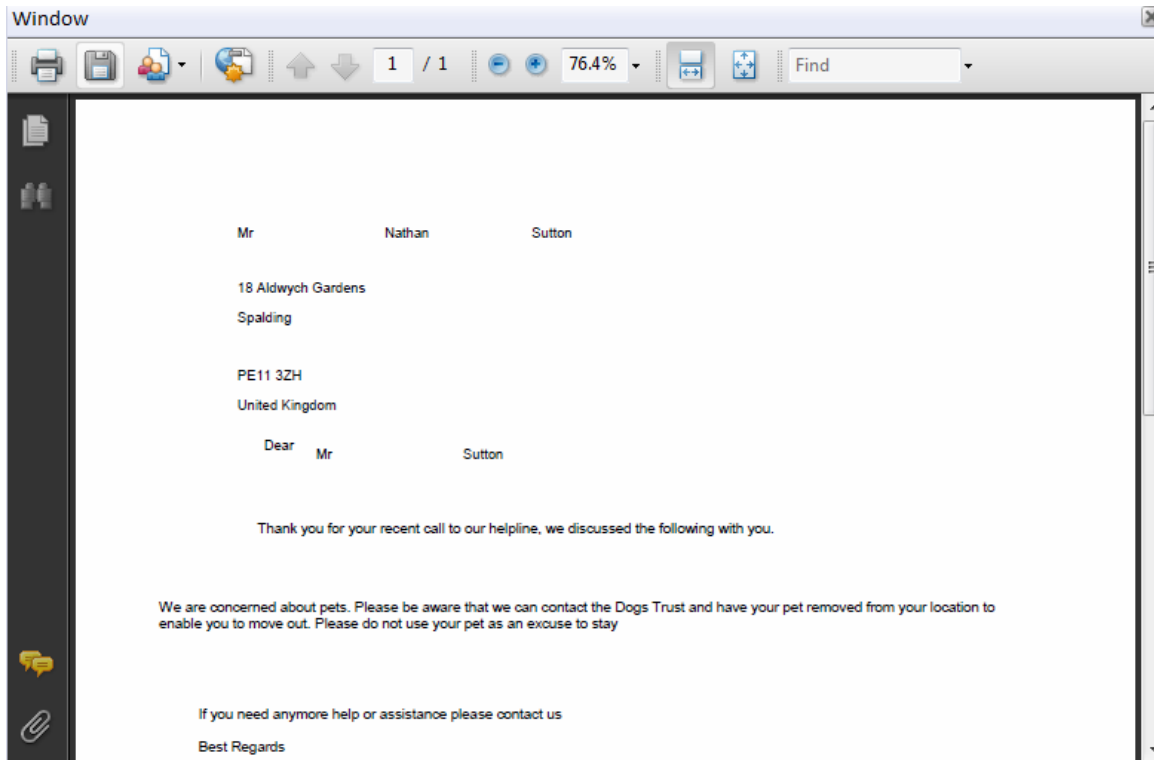 Window
1 / 1 76.4% Find
Mr Nathan Sutton
18 Aldwych Gardens
Spalding
PE11 3ZH
United Kingdom
Dear Mr Sutton
Thank you for your recent call to our helpline, we discussed the following with you.
We are concerned about pets. Please be aware that we can contact the Dogs Trust and have your pet removed from your location to
enable you to move out. Please do not use your pet as an excuse to stay
If you need anymore help or assistance please contact us
Best Regards